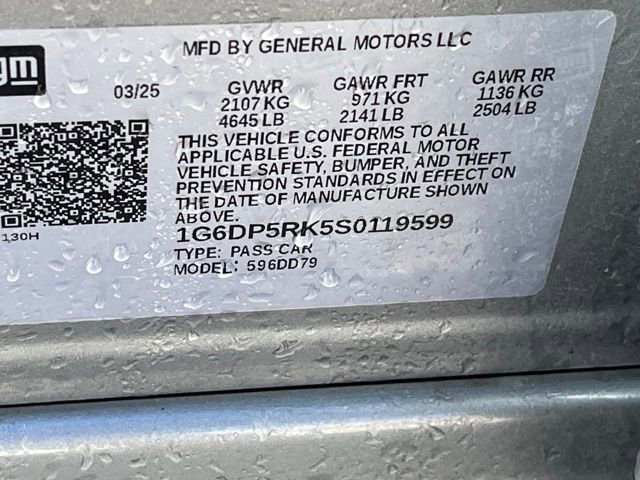 gm
MFD BY GENERAL MOTORS LLC
03/25 GVWR GAWR FRT GAWR RR
2107 KG 971 KG 1136 KG
4645 LB 2141 LB 2504 LB
THIS VEHICLE CONFORMS TO ALL
APPLICABLE U.S. FEDERAL MOTOR
VEHICLE SAFETY, BUMPER, AND THEFT
PREVENTION STANDARDS IN EFFECT ON
THE DATE OF MANUFACTURE SHOWN
ABOVE.
130H
1G6DP5RK5S0119599
TYPE: PASS CAR
MODEL: 596DD79